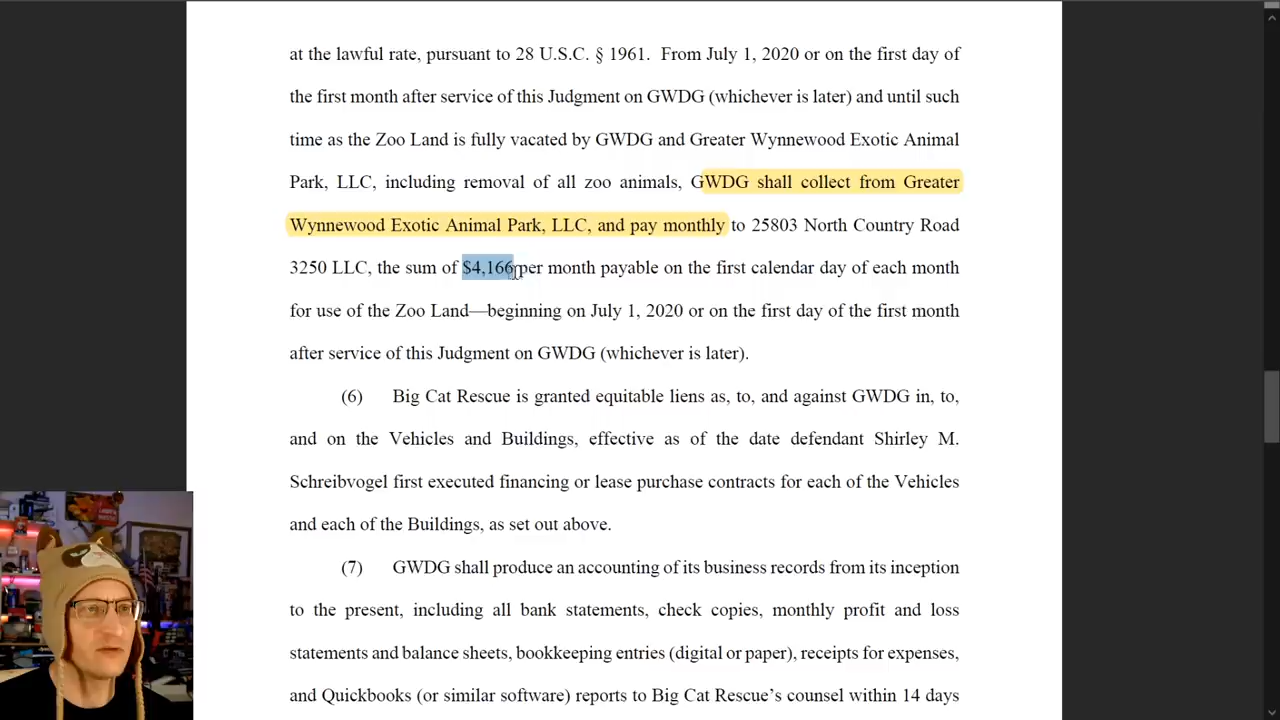 at the lawful rate, pursuant to 28 U.S.C. § 1961.  From July 1, 2020 or on the first day of
the first month after service of this Judgment on GWDG (whichever is later) and until such
time as the Zoo Land is fully vacated by GWDG and Greater Wynnewood Exotic Animal
Park, LLC, including removal of all zoo animals, GWDG shall collect from Greater
Wynnewood Exotic Animal Park, LLC, and pay monthly to 25803 North Country Road
3250 LLC, the sum of $4,166 per month payable on the first calendar day of each month
for use of the Zoo Land—beginning on July 1, 2020 or on the first day of the first month
after service of this Judgment on GWDG (whichever is later).
(6) Big Cat Rescue is granted equitable liens as, to, and against GWDG in, to,
and on the Vehicles and Buildings, effective as of the date defendant Shirley M.
Schreibvogel first executed financing or lease purchase contracts for each of the Vehicles
and each of the Buildings, as set out above.
(7) GWDG shall produce an accounting of its business records from its inception
to the present, including all bank statements, check copies, monthly profit and loss
statements and balance sheets, bookkeeping entries (digital or paper), receipts for expenses,
and Quickbooks (or similar software) reports to Big Cat Rescue’s counsel within 14 days